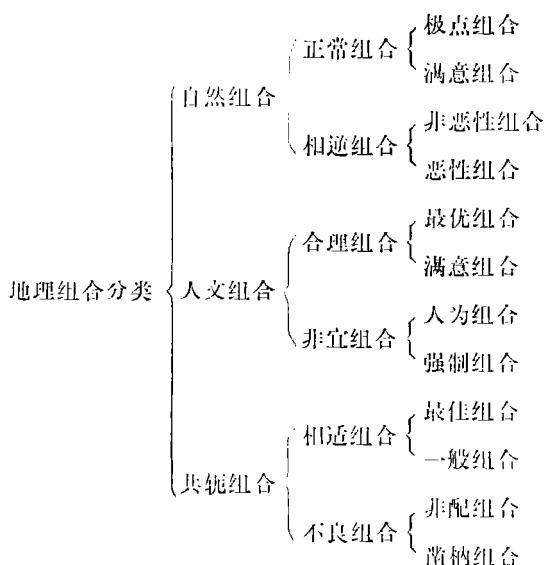 极点组合
正常组合
满意组合
自然组合
非恶性组合
相逆组合
恶性组合
最优组合
合理组合
满意组合
地理组合分类
人文组合
人为组合
非宜组合
强制组合
最佳组合
相适组合
一般组合
共轭组合
非配组合
不良组合
凿枘组合